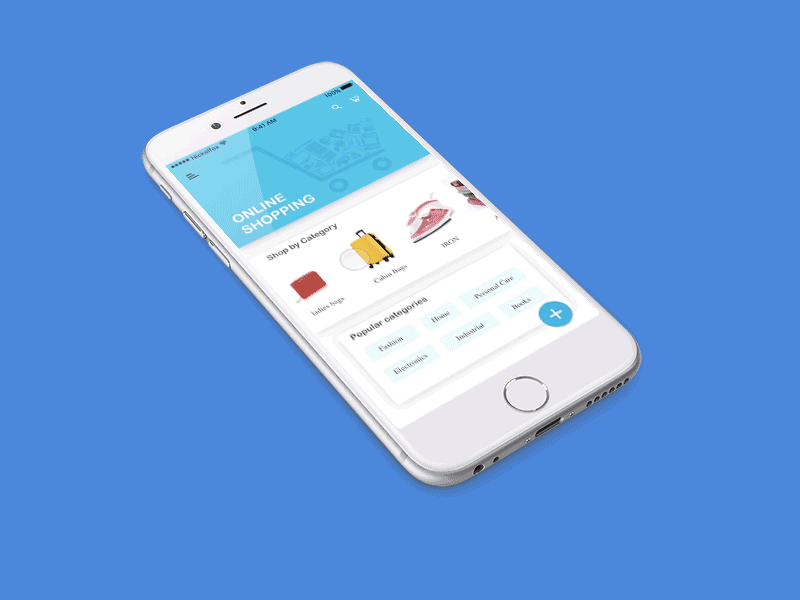 ●●●●● Nickelfox 9:41 AM 100%
ONLINE
SHOPPING
Shop by Category
ladies bags
Cabin Bags
IRON
Popular categories
Fashion Home Personal Care
Electronics Industrial Books